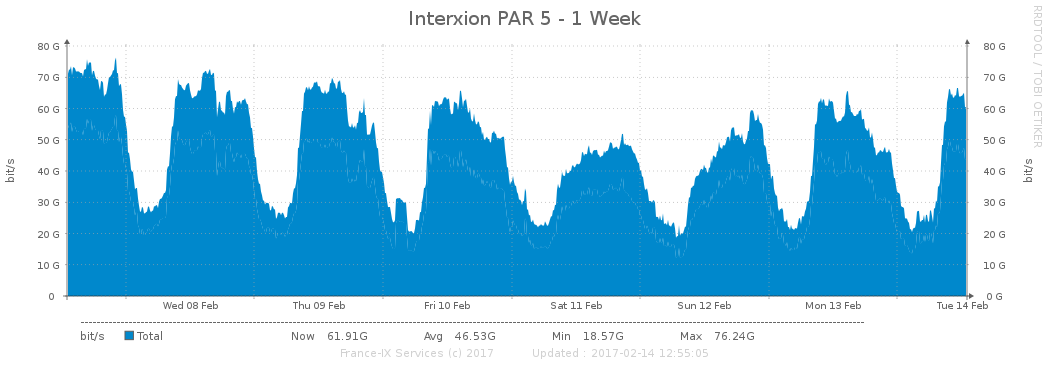 Interxion PAR 5 - 1 Week
RRDTOOL / TOBI OETIKER
80 G 80 G
70 G 70 G
60 G 60 G
50 G 50 G
40 G 40 G
30 G 30 G
20 G 20 G
10 G 10 G
0 0 G
bit/s
bit/s
Wed 08 Feb Thu 09 Feb Fri 10 Feb Sat 11 Feb Sun 12 Feb Mon 13 Feb Tue 14 Feb
bit/s Total Now 61.91G Avg 46.53G Min 18.57G Max 76.24G
France-IX Services (c) 2017 Updated : 2017-02-14 12:55:05